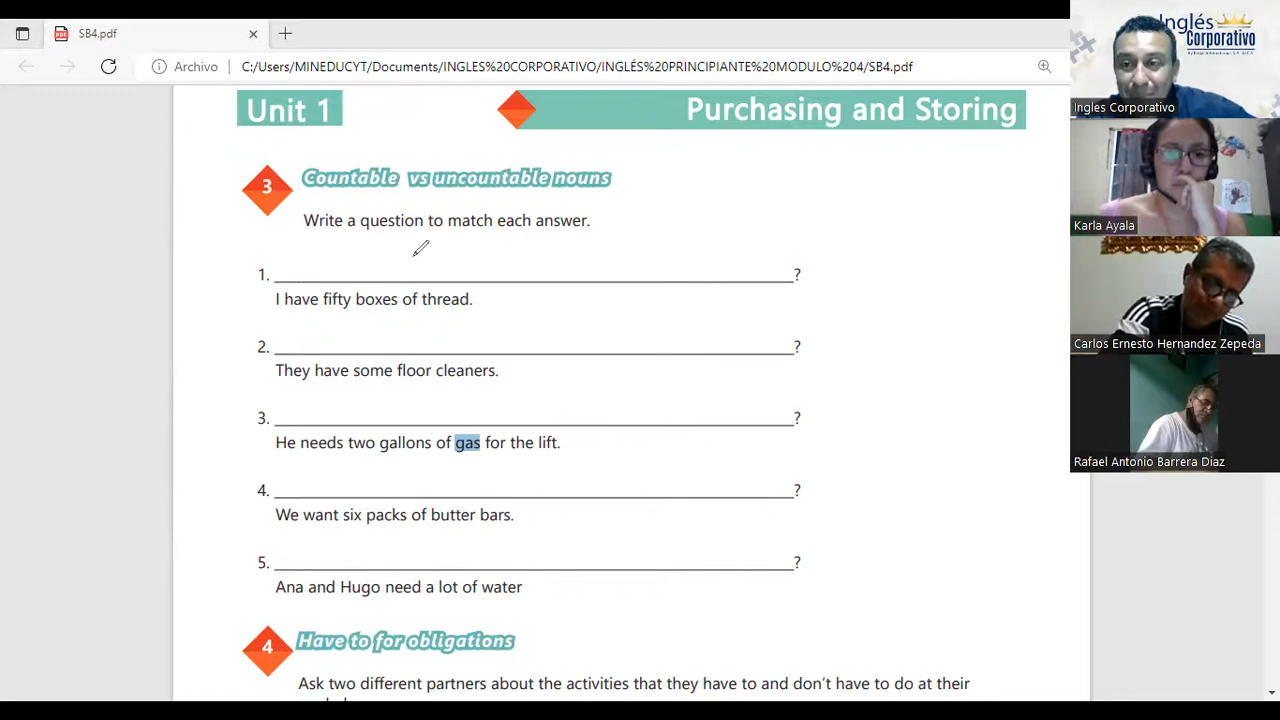 SB4.pdf
Archivo
C:/Users/MINEDUCYT/Documents/INGLES%20CORPORATIVO/INGLÉS%20PRINCIPIANTE%20MODULO%204/SB4.pdf
Unit 1
Purchasing and Storing
3
Countable vs uncountable nouns
Write a question to match each answer.
1. ?
I have fifty boxes of thread.
2. ?
They have some floor cleaners.
3. ?
He needs two gallons of gas for the lift.
4. ?
We want six packs of butter bars.
5. ?
Ana and Hugo need a lot of water
4
Have to for obligations
Ask two different partners about the activities that they have to and don't have to do at their
Inglés
Corporativo
Ingles Corporativo
Karla Ayala
Carlos Ernesto Hernandez Zepeda
Rafael Antonio Barrera Diaz